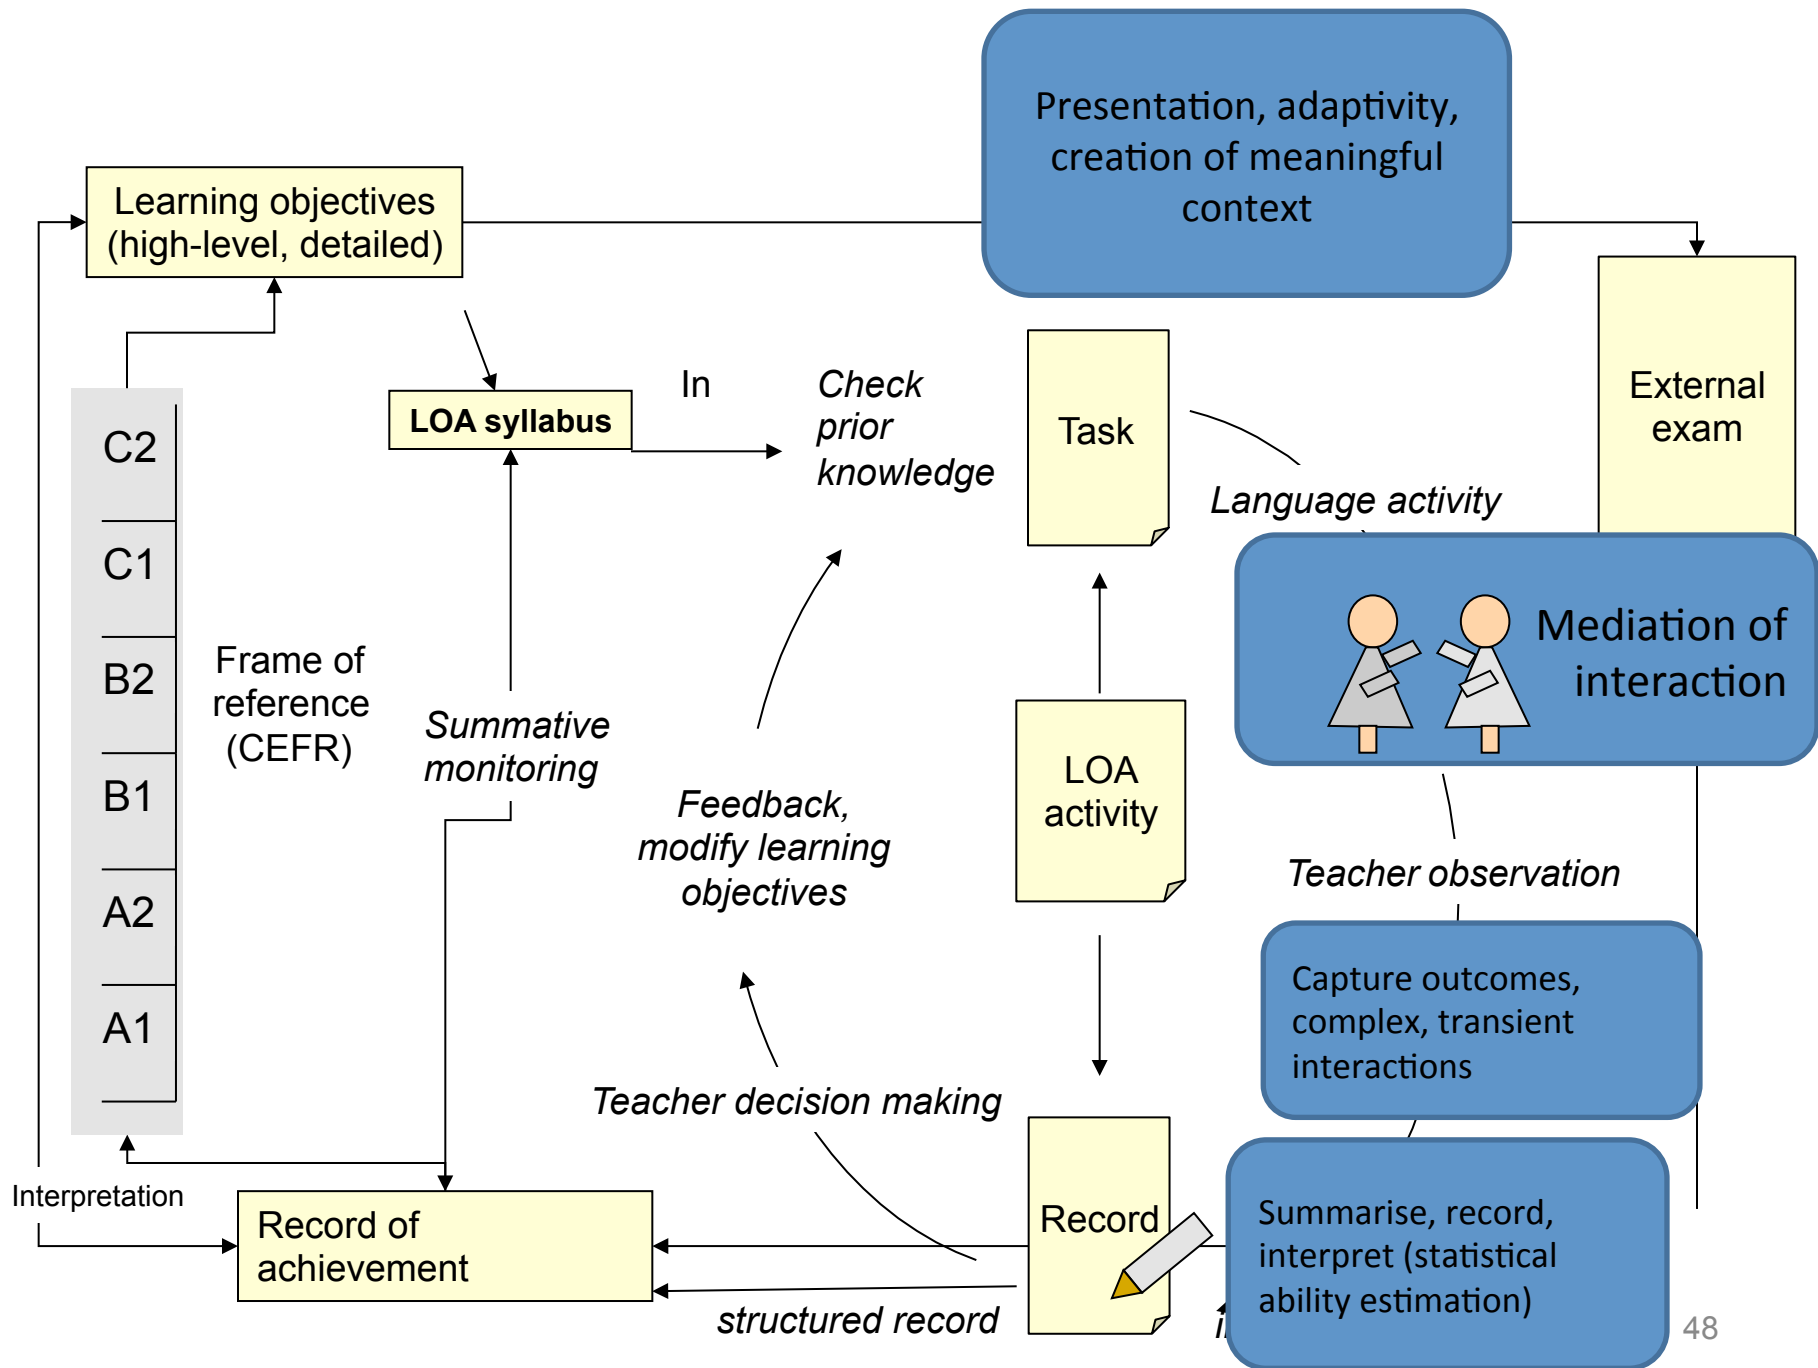 Presentation, adaptivity,
creation of meaningful
context
Learning objectives
(high-level, detailed)
LOA syllabus
In
Check
prior
knowledge
Task
External
exam
Language activity
C2
C1
B2
B1
A2
A1
Frame of
reference
(CEFR)
Summative
monitoring
Feedback,
modify learning
objectives
LOA
activity
Mediation of
interaction
Teacher observation
Capture outcomes,
complex, transient
interactions
Teacher decision making
Interpretation
Record of
achievement
Record
Summarise, record,
interpret (statistical
ability estimation)
structured record
48